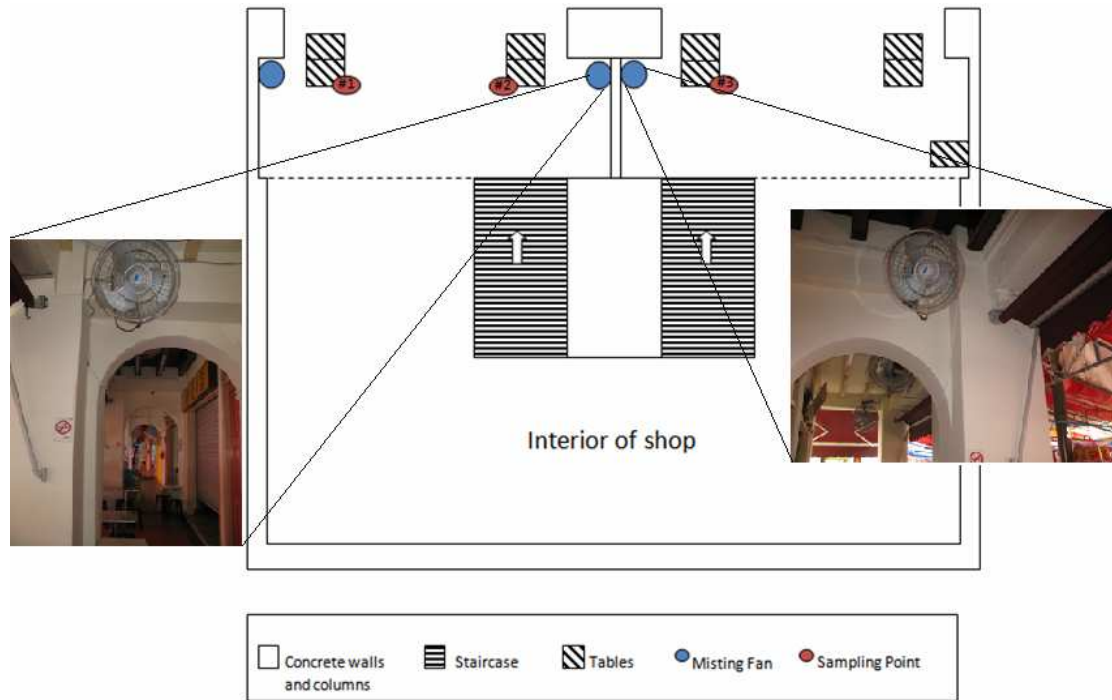 #1
#2
#3
Interior of shop
Concrete walls
and columns
Staircase
Tables
Misting Fan
Sampling Point